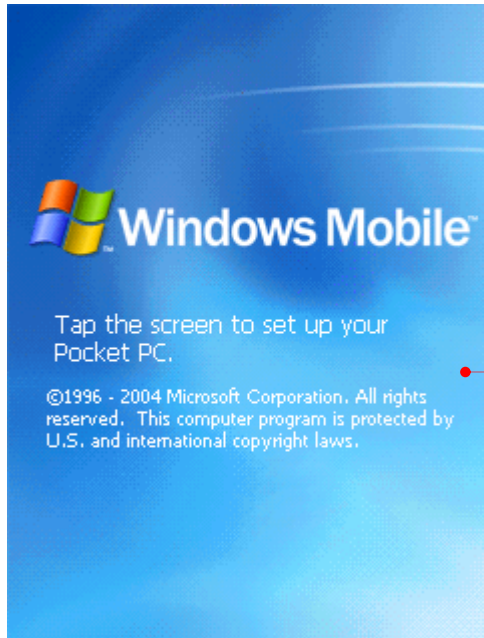 Windows Mobile™
Tap the screen to set up your
Pocket PC.
©1996 - 2004 Microsoft Corporation. All rights
reserved.  This computer program is protected by
U.S. and international copyright laws.